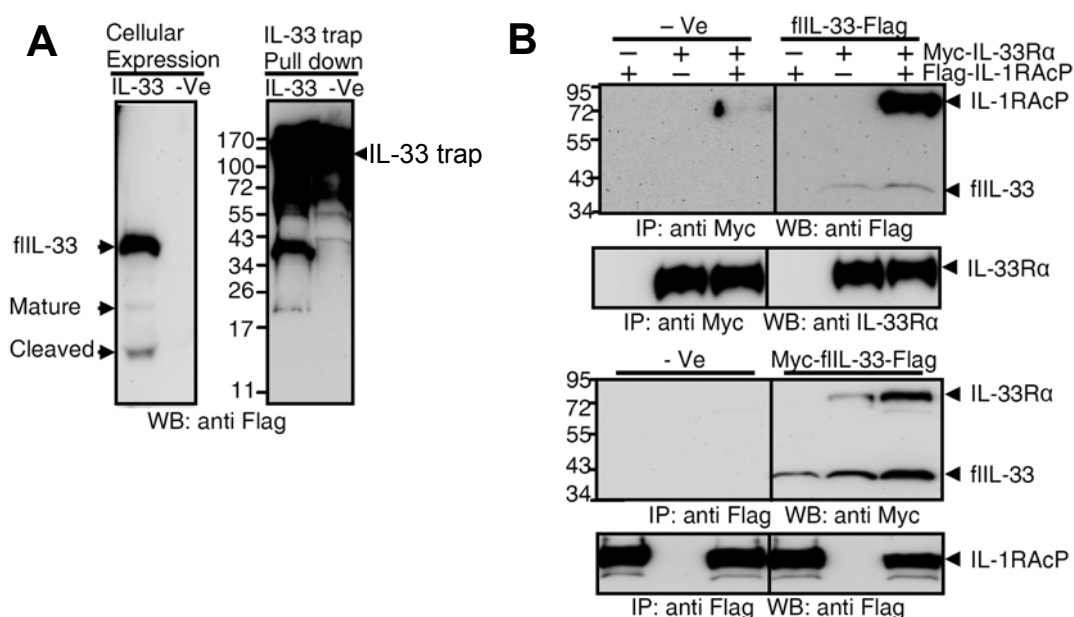 A
Cellular
Expression
IL-33 -Ve
IL-33 trap
Pull down
IL-33 -Ve
170
100
72
55
43
34
26
17
11
IL-33 trap
flIL-33
Mature
Cleaved
WB: anti Flag
B
– Ve flIL-33-Flag
– + + – + + Myc-IL-33Rα
+ – + + – + Flag-IL-1RAcP
95
72
55
43
34
IL-1RAcP
flIL-33
IP: anti Myc WB: anti Flag
IL-33Rα
IP: anti Myc WB: anti IL-33Rα
- Ve Myc-flIL-33-Flag
95
72
55
43
34
IL-33Rα
flIL-33
IP: anti Flag WB: anti Myc
IL-1RAcP
IP: anti Flag WB: anti Flag